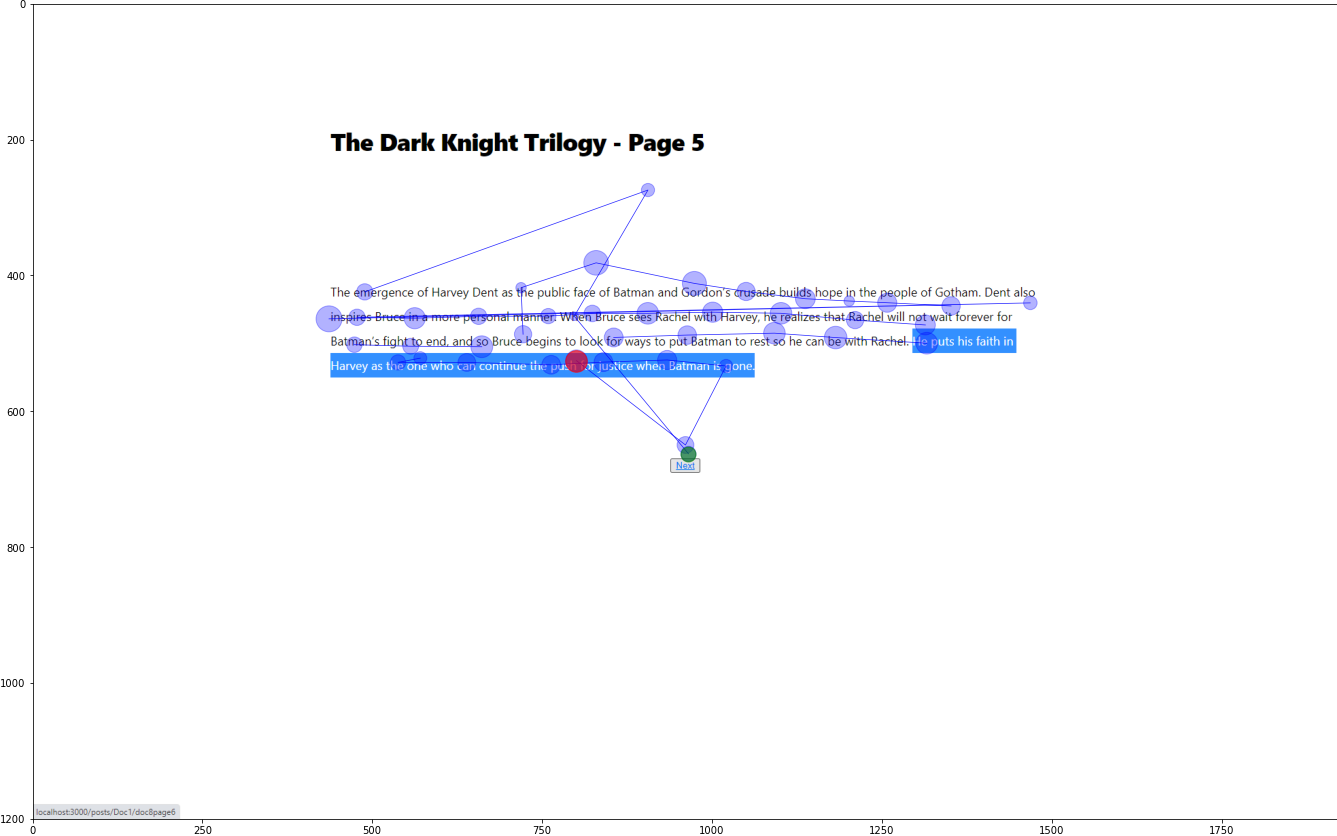 0
200
The Dark Knight Trilogy - Page 5
400
The emergence of Harvey Dent as the public face of Batman and Gordon's crusade builds hope in the people of Gotham. Dent also
inspires Bruce in a more personal manner. When Bruce sees Rachel with Harvey, he realizes that Rachel will not wait forever for
Batman's fight to end, and so Bruce begins to look for ways to put Batman to rest so he can be with Rachel. He puts his faith in
Harvey as the one who can continue the push for justice when Batman is gone.
600
Next
800
1000
localhost:3000/posts/Doc1/doc8page6
1200
0 250 500 750 1000 1250 1500 1750